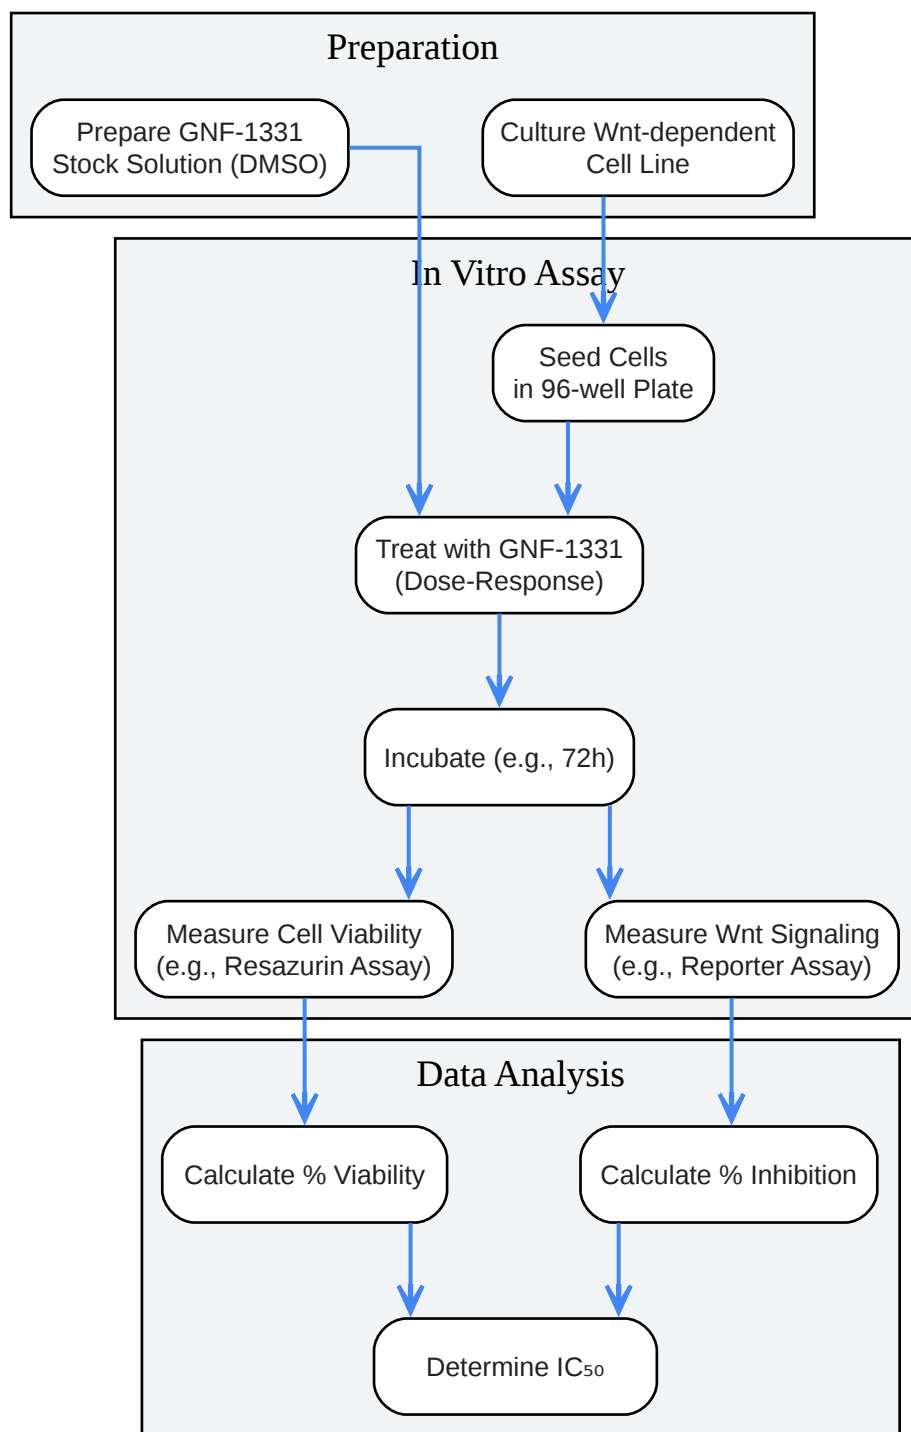 Preparation
Prepare GNF-1331
Stock Solution (DMSO)
Culture Wnt-dependent
Cell Line
In Vitro Assay
Seed Cells
in 96-well Plate
Treat with GNF-1331
(Dose-Response)
Incubate (e.g., 72h)
Measure Cell Viability
(e.g., Resazurin Assay)
Measure Wnt Signaling
(e.g., Reporter Assay)
Data Analysis
Calculate % Viability
Calculate % Inhibition
Determine IC₅₀